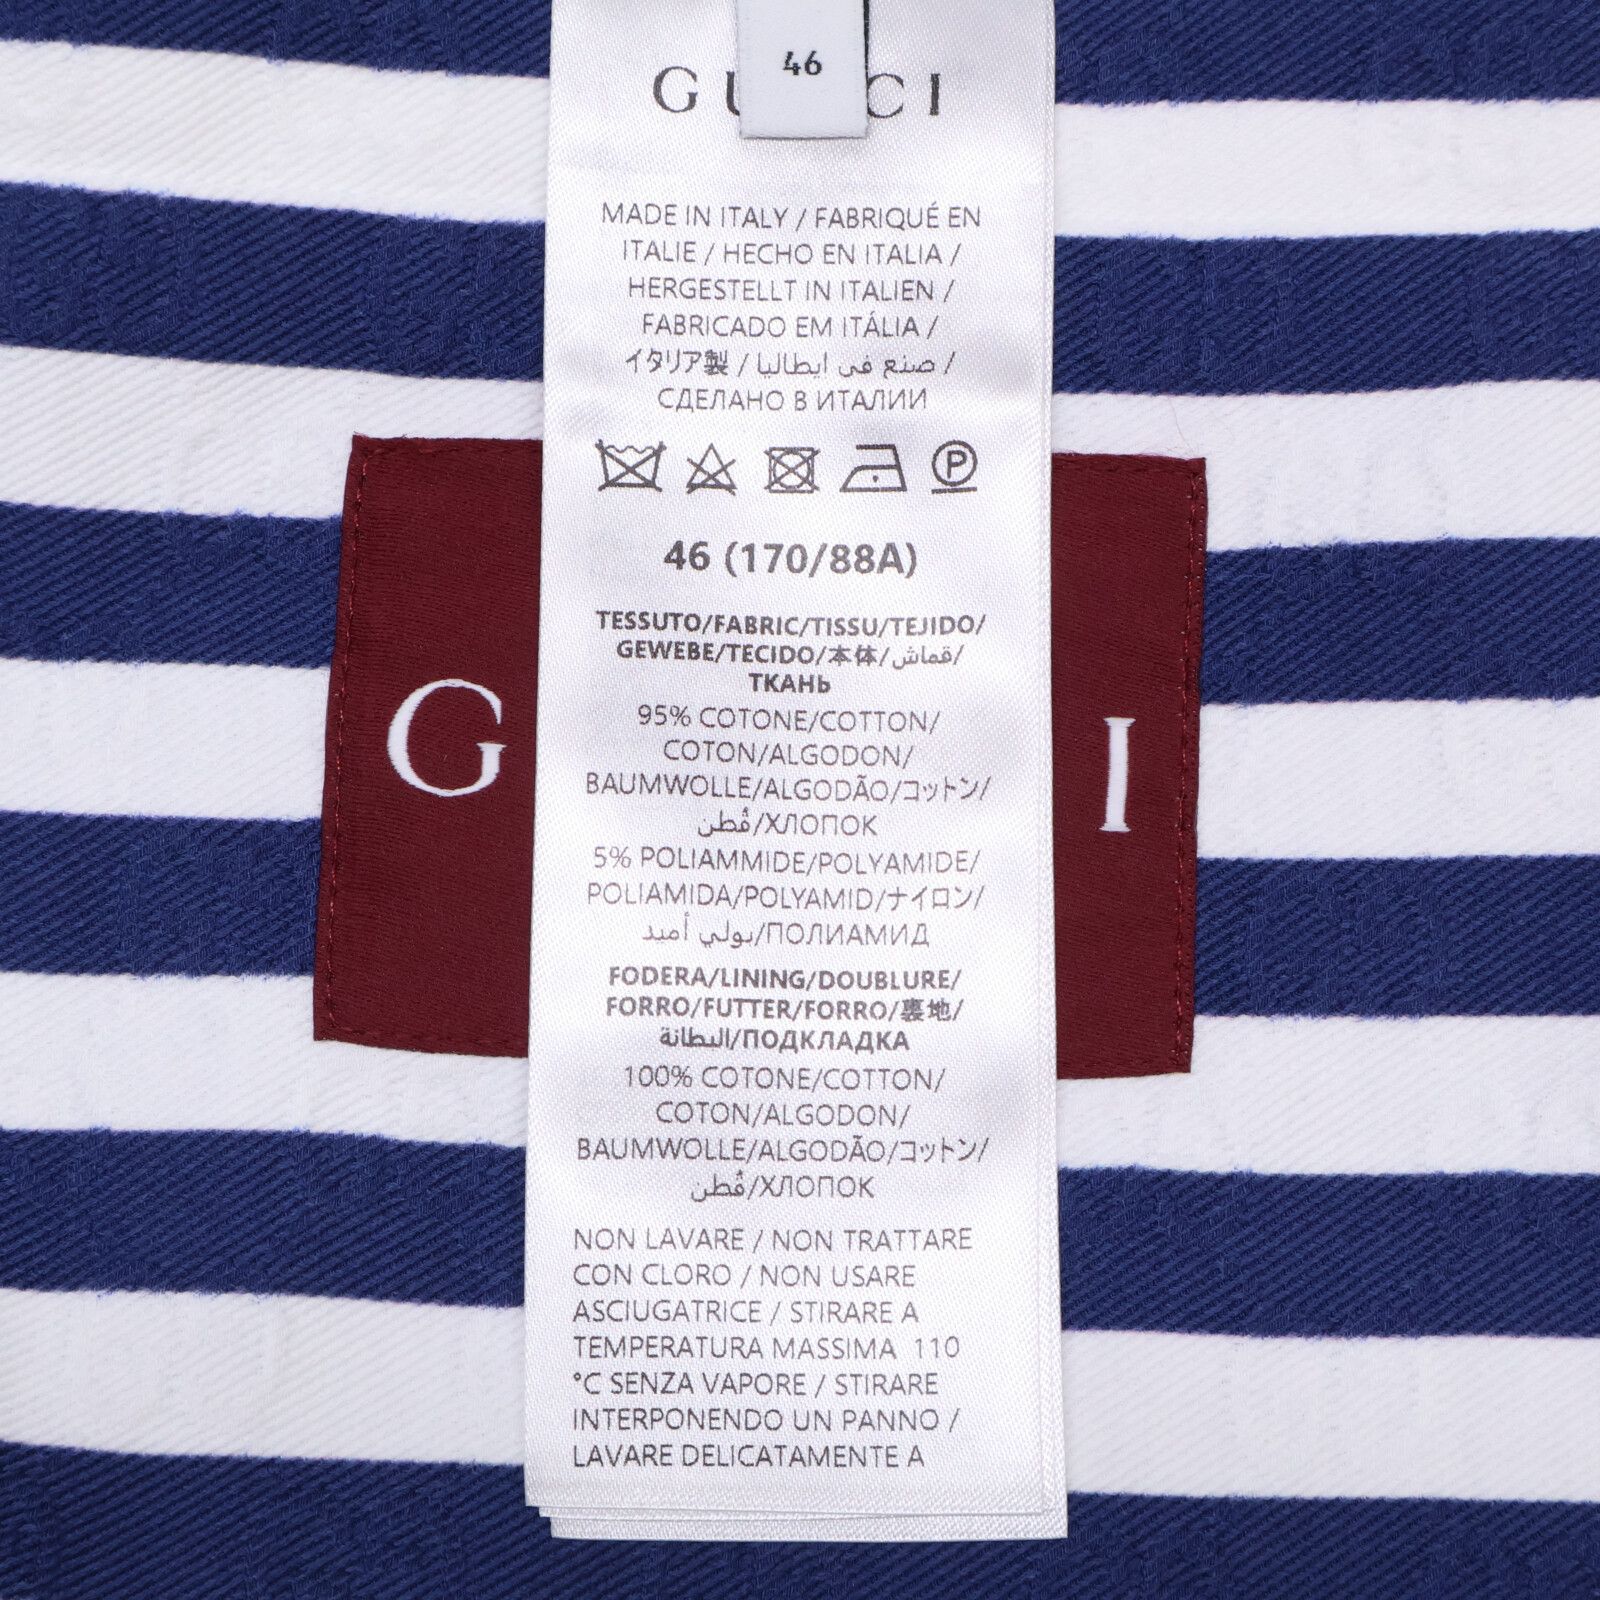 46
GUCCI
MADE IN ITALY / FABRIQUÉ EN
ITALIE / HECHO EN ITALIA /
HERGESTELLT IN ITALIEN /
FABRICADO EM ITÁLIA /
イタリア製 / صنع في ايطاليا /
СДЕЛАНО В ИТАЛИИ
P
46 (170/88A)
TESSUTO/FABRIC/TISSU/TEJIDO/
GEWEBE/TECIDO/本体/قماش/
ТКАНЬ
95% COTONE/COTTON/
COTON/ALGODON/
BAUMWOLLE/ALGODÃO/コットン/
قُطن/ХЛОПОК
5% POLIAMMIDE/POLYAMIDE/
POLIAMIDA/POLYAMID/ナイロン/
بولي أميد/ПОЛИАМИД
FODERA/LINING/DOUBLURE/
FORRO/FUTTER/FORRO/裏地/
البطانة/ПОДКЛАДКА
100% COTONE/COTTON/
COTON/ALGODON/
BAUMWOLLE/ALGODÃO/コットン/
قُطن/ХЛОПОК
NON LAVARE / NON TRATTARE
CON CLORO / NON USARE
ASCIUGATRICE / STIRARE A
TEMPERATURA MASSIMA 110
°C SENZA VAPORE / STIRARE
INTERPONENDO UN PANNO /
LAVARE DELICATAMENTE A
G I